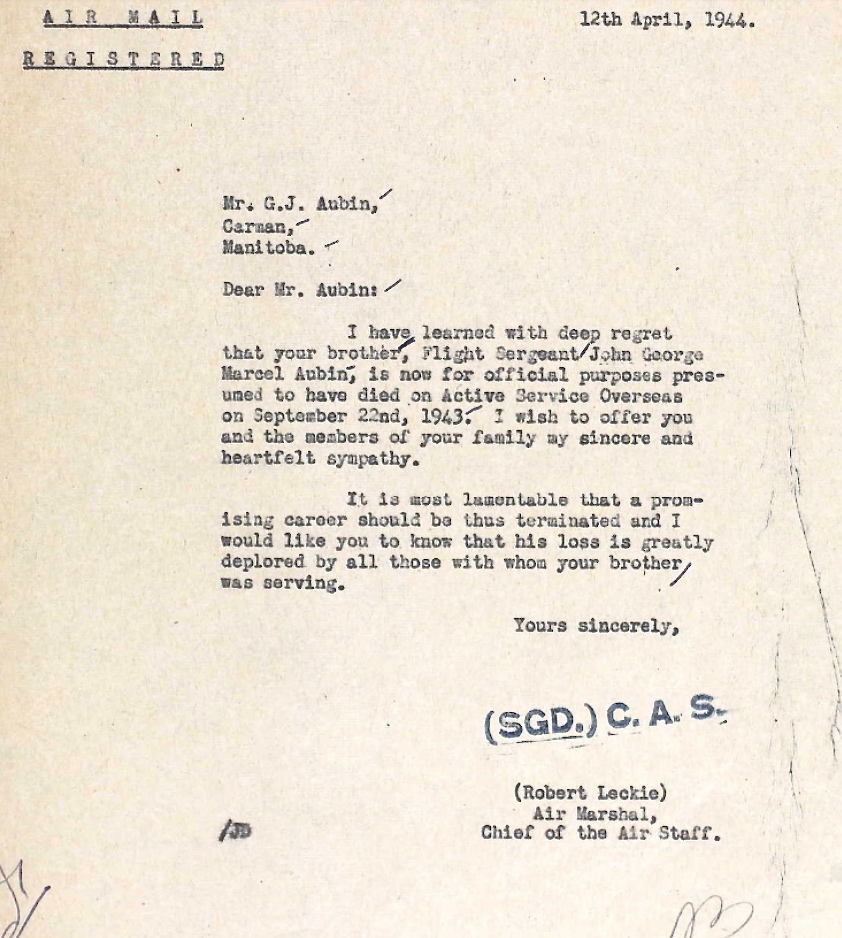 AIR MAIL
12th April, 1944.
REGISTERED
Mr. G.J. Aubin,
Carman,
Manitoba.
Dear Mr. Aubin:
I have learned with deep regret
that your brother, Flight Sergeant John George
Marcel Aubin, is now for official purposes pres-
umed to have died on Active Service Overseas
on September 22nd, 1943. I wish to offer you
and the members of your family my sincere and
heartfelt sympathy.
It is most lamentable that a prom-
ising career should be thus terminated and I
would like you to know that his loss is greatly
deplored by all those with whom your brother
was serving.
Yours sincerely,
(SGD.) C. A. S.
(Robert Leckie)
Air Marshal,
Chief of the Air Staff.
/JD